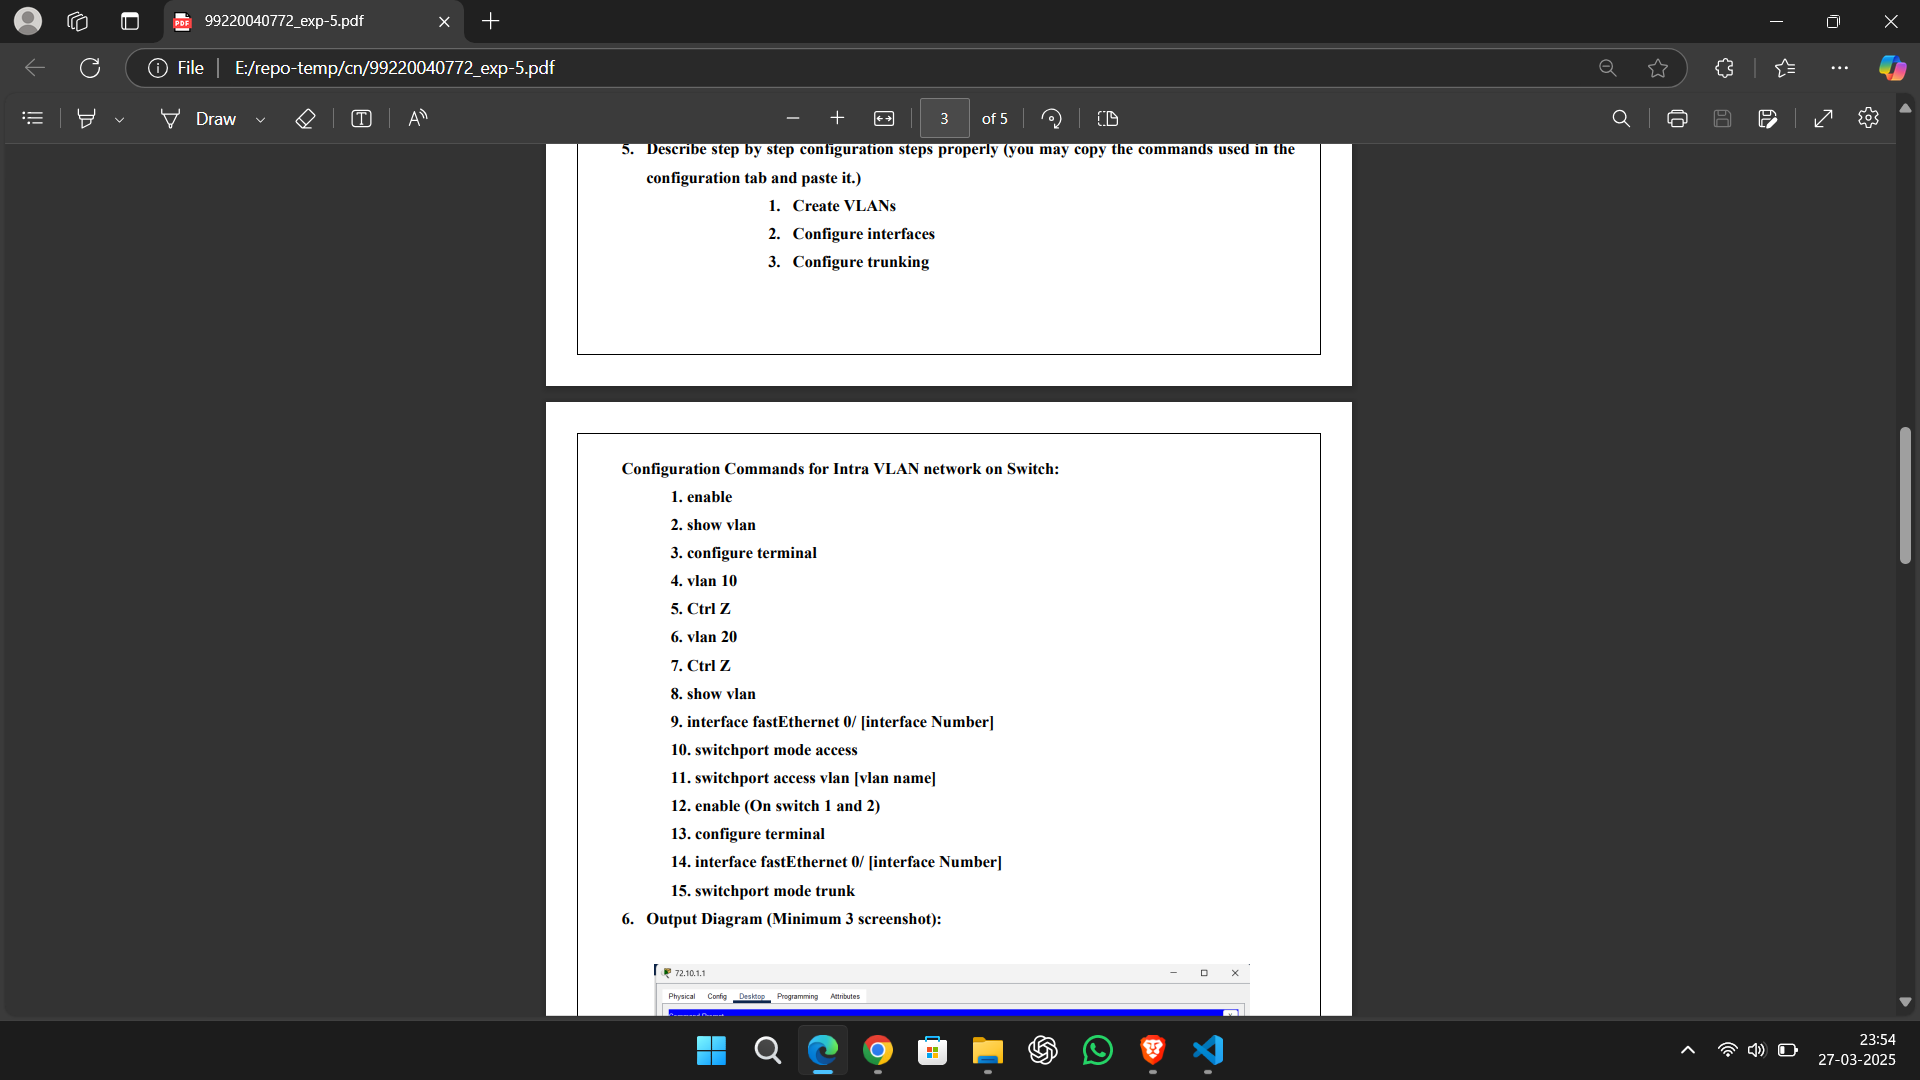 99220040772_exp-5.pdf
File
E:/repo-temp/cn/99220040772_exp-5.pdf
Draw
3
of 5
5. Describe step by step configuration steps properly (you may copy the commands used in the
configuration tab and paste it.)
1. Create VLANs
2. Configure interfaces
3. Configure trunking
Configuration Commands for Intra VLAN network on Switch:
1. enable
2. show vlan
3. configure terminal
4. vlan 10
5. Ctrl Z
6. vlan 20
7. Ctrl Z
8. show vlan
9. interface fastEthernet 0/ [interface Number]
10. switchport mode access
11. switchport access vlan [vlan name]
12. enable (On switch 1 and 2)
13. configure terminal
14. interface fastEthernet 0/ [interface Number]
15. switchport mode trunk
6. Output Diagram (Minimum 3 screenshot):
72.10.1.1
Physical Config Desktop Programming Attributes
23:54
27-03-2025